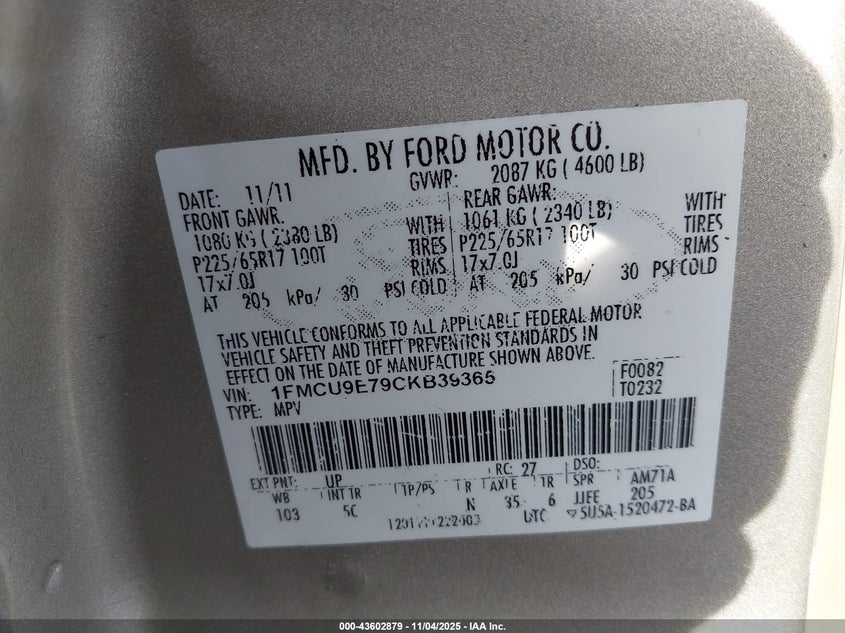 MFD. BY FORD MOTOR CO.
DATE: 11/11 GVWR: 2087 KG ( 4600 LB)
FRONT GAWR: REAR GAWR:
1080 KG ( 2380 LB) WITH 1061 KG ( 2340 LB) WITH
P225/65R17 100T TIRES P225/65R17 100T TIRES
17x7.0J RIMS 17x7.0J RIMS
AT 205 kPa/ 30 PSI COLD AT 205 kPa/ 30 PSI COLD
THIS VEHICLE CONFORMS TO ALL APPLICABLE FEDERAL MOTOR
VEHICLE SAFETY AND THEFT PREVENTION STANDARDS IN
EFFECT ON THE DATE OF MANUFACTURE SHOWN ABOVE.
VIN: 1FMCU9E79CKB39365 F0082
TYPE: MPV T0232
EXT PNT: UP RC: 27 DSO:
WB INT TR TP/PS R AXLE TR SPR AM71A
103 5C N 35 6 JJFE 205
UTC 5U5A-1520472-BA
000-43602879 - 11/04/2025 - IAA Inc.